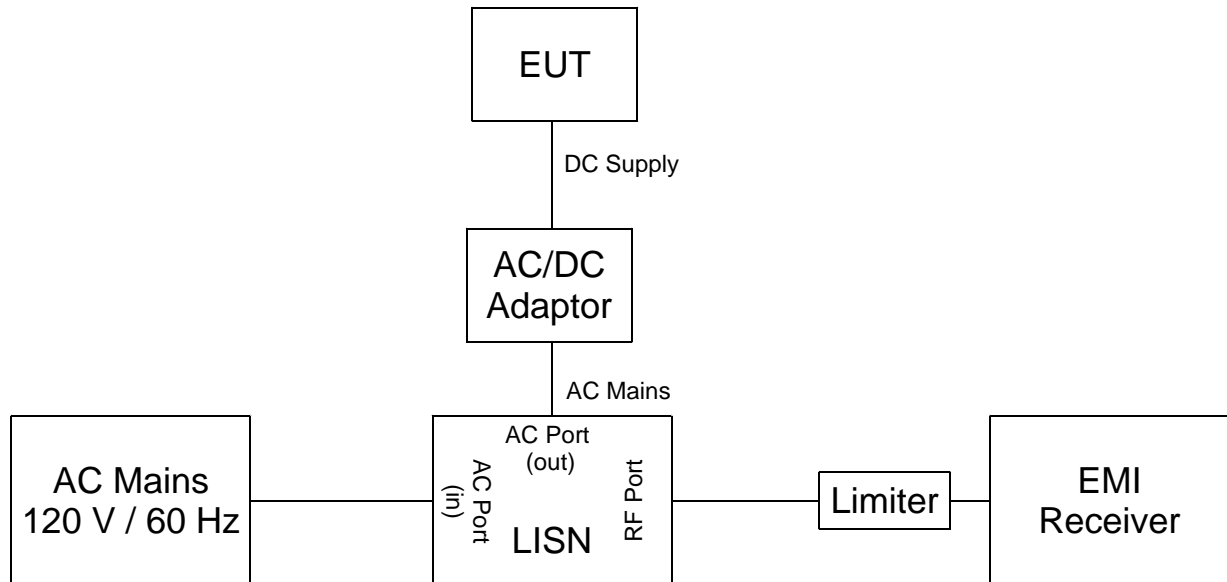 EUT
DC Supply
AC/DC
Adaptor
AC Mains
AC Mains
120 V / 60 Hz
AC Port
(in)
AC Port
(out)
LISN
RF Port
Limiter
EMI
Receiver